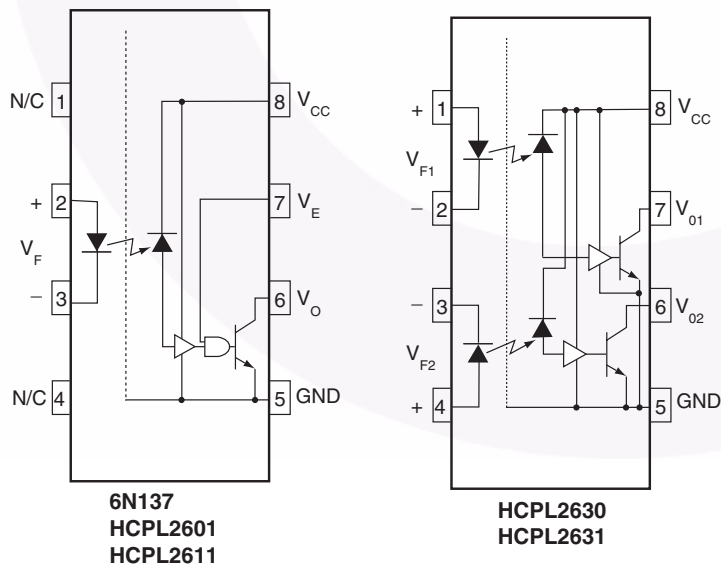 N/C 1
8 V_CC
+ 2
V_F
7 V_E
− 3
6 V_O
N/C 4
5 GND
6N137
HCPL2601
HCPL2611
+ 1
8 V_CC
V_F1
− 2
7 V_01
− 3
6 V_02
V_F2
+ 4
5 GND
HCPL2630
HCPL2631